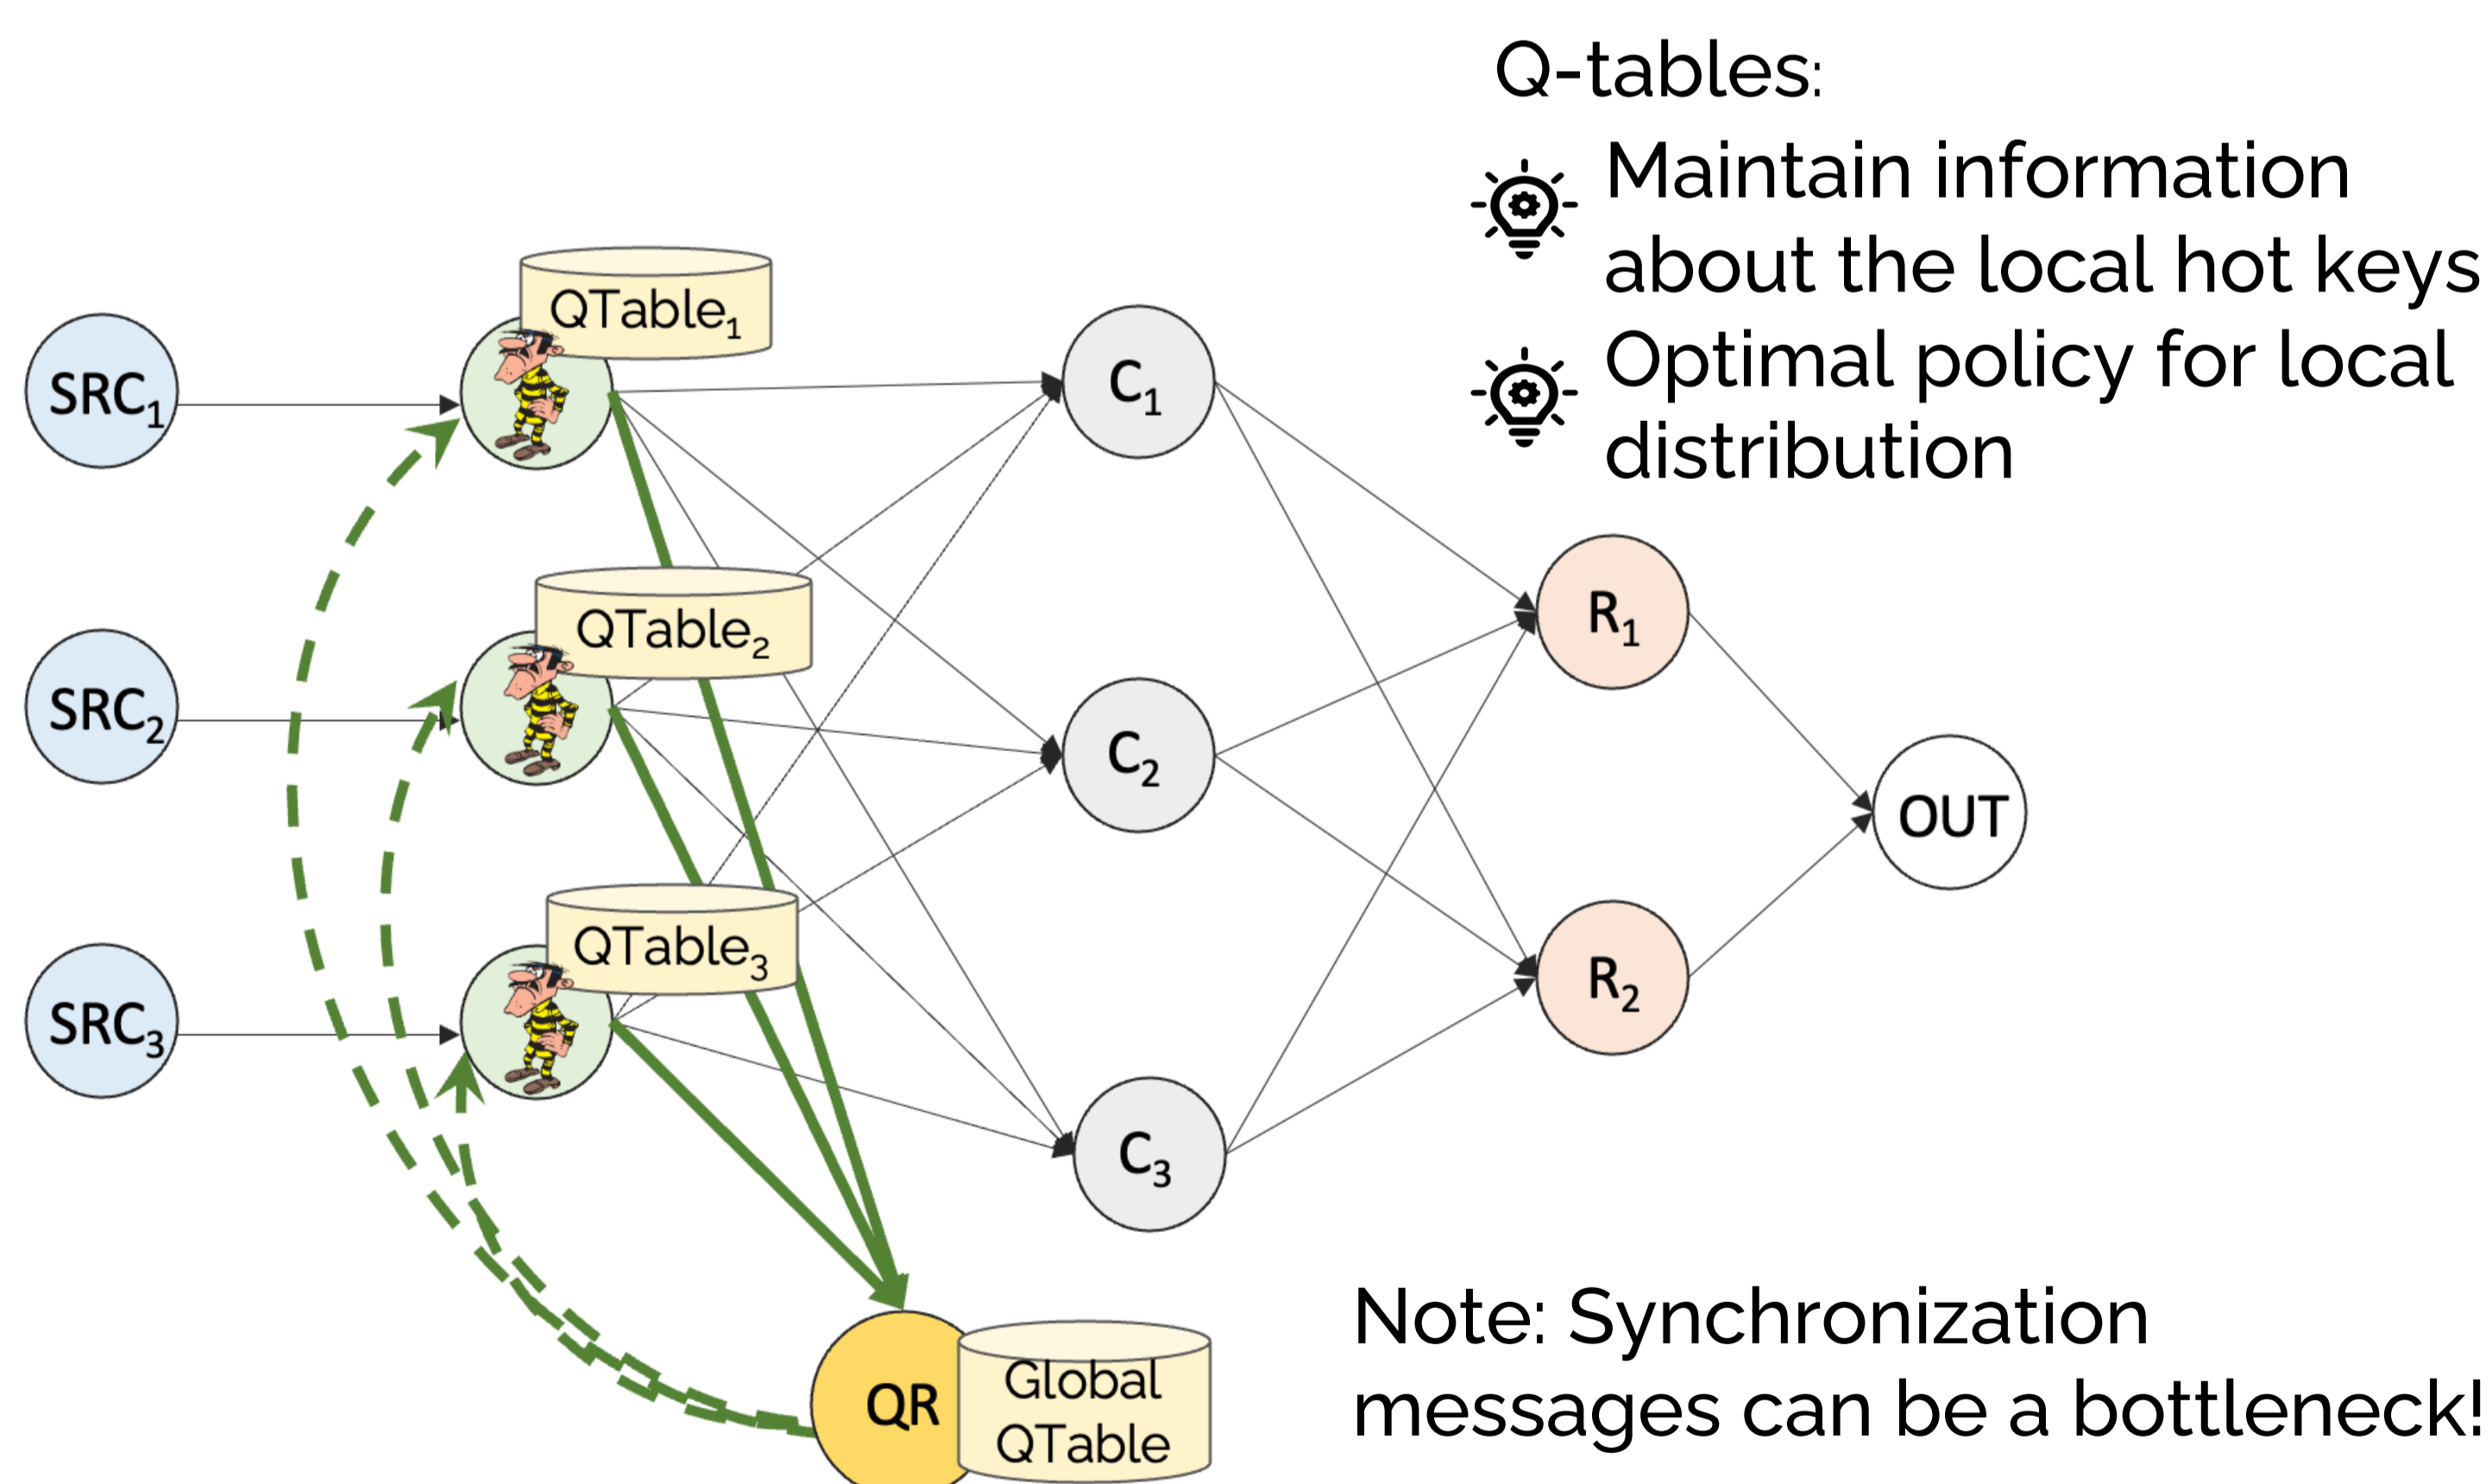 Q-tables:
Maintain information
about the local hot keys
Optimal policy for local
distribution
QTable₁
SRC₁
C₁
QTable₂
R₁
SRC₂
C₂
OUT
QTable₃
R₂
SRC₃
C₃
Note: Synchronization
messages can be a bottleneck!
QR
Global
QTable